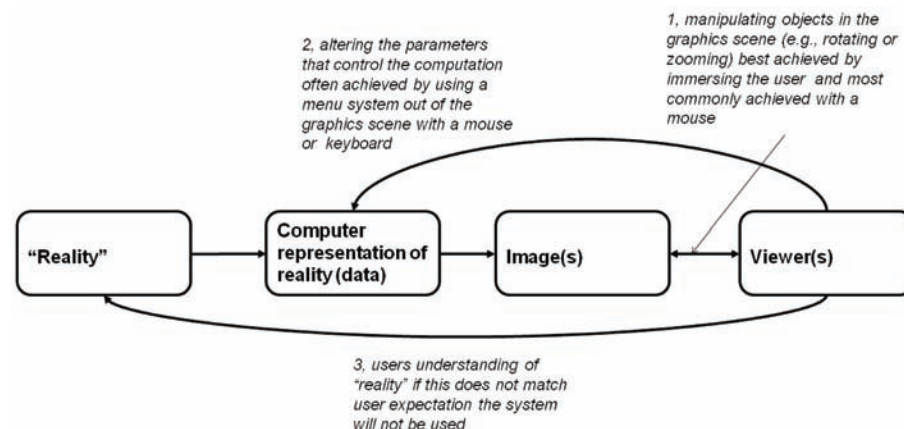 1, manipulating objects in the
graphics scene (e.g., rotating or
zooming) best achieved by
immersing the user and most
commonly achieved with a
mouse
2, altering the parameters
that control the computation
often achieved by using a
menu system out of the
graphics scene with a mouse
or keyboard
“Reality”
Computer
representation of
reality (data)
Image(s)
Viewer(s)
3, users understanding of
“reality” if this does not match
user expectation the system
will not be used